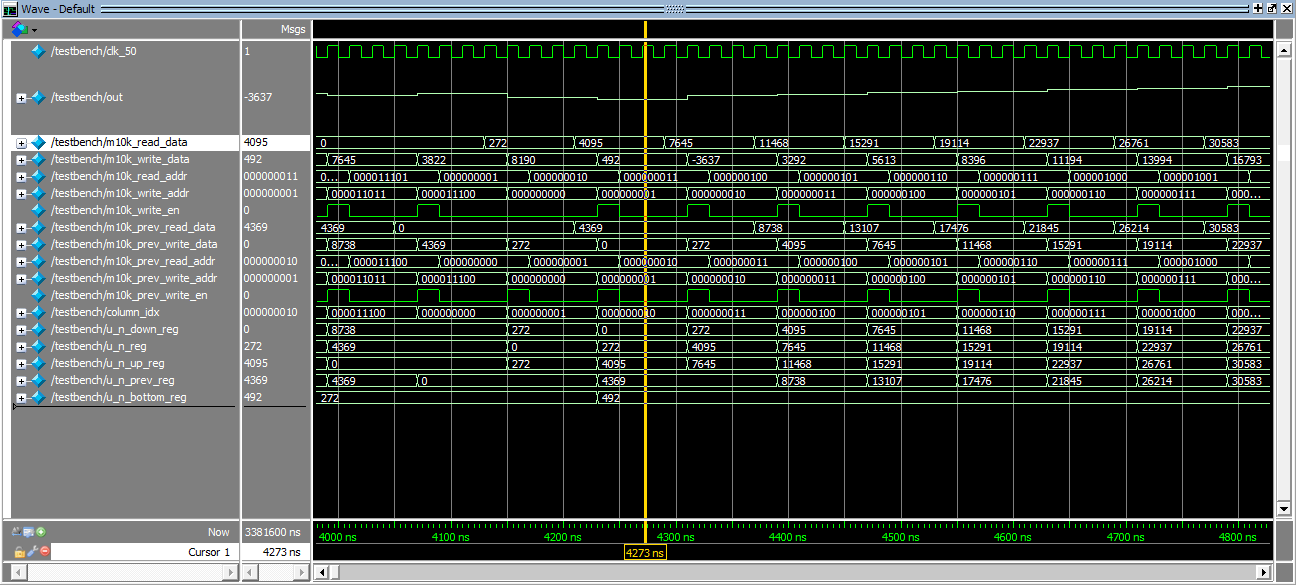 Wave - Default
Msgs
/testbench/clk_50 1
/testbench/out -3637
/testbench/m10k_read_data 4095 0 272 4095 7645 11468 15291 19114 22937 26761 30583
/testbench/m10k_write_data 492 7645 3822 8190 492 -3637 3292 5613 8396 11194 13994 16793
/testbench/m10k_read_addr 000000011 0... 000011101 000000001 000000010 000000011 000000100 000000101 000000110 000000111 000001000 000001001
/testbench/m10k_write_addr 000000001 000011011 000011100 000000000 000000001 000000010 000000011 000000100 000000101 000000110 000000111 000...
/testbench/m10k_write_en 0
/testbench/m10k_prev_read_data 4369 4369 0 4369 8738 13107 17476 21845 26214 30583
/testbench/m10k_prev_write_data 0 8738 4369 272 0 272 4095 7645 11468 15291 19114 22937
/testbench/m10k_prev_read_addr 000000010 0... 000011100 000000000 000000001 000000010 000000011 000000100 000000101 000000110 000000111 000001000
/testbench/m10k_prev_write_addr 000000001 000011011 000011100 000000000 000000001 000000010 000000011 000000100 000000101 000000110 000000111 000...
/testbench/m10k_prev_write_en 0
/testbench/column_idx 000000010 000011100 000000000 000000001 000000010 000000011 000000100 000000101 000000110 000000111 000001000 000...
/testbench/u_n_down_reg 0 8738 272 0 272 4095 7645 11468 15291 19114 22937
/testbench/u_n_reg 272 4369 0 272 4095 7645 11468 15291 19114 22937 26761
/testbench/u_n_up_reg 4095 0 272 4095 7645 11468 15291 19114 22937 26761 30583
/testbench/u_n_prev_reg 4369 4369 0 4369 8738 13107 17476 21845 26214 30583
/testbench/u_n_bottom_reg 492 272 492
Now 3381600 ns 4000 ns 4100 ns 4200 ns 4300 ns 4400 ns 4500 ns 4600 ns 4700 ns 4800 ns
Cursor 1 4273 ns 4273 ns